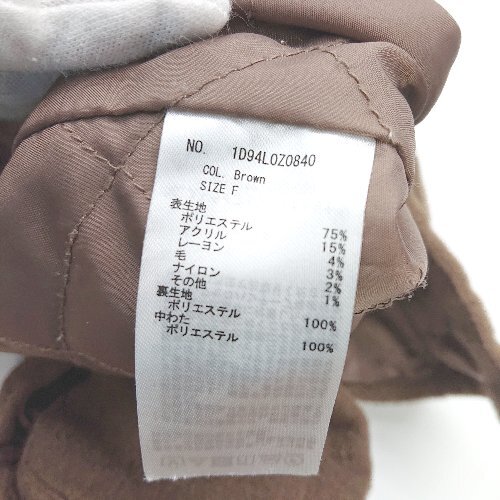 NO. 1D94L0Z0840
COL. Brown
SIZE F
表生地
ポリエステル 75%
アクリル 15%
レーヨン 4%
毛 3%
ナイロン 2%
その他 1%
裏生地
ポリエステル 100%
中わた
ポリエステル 100%